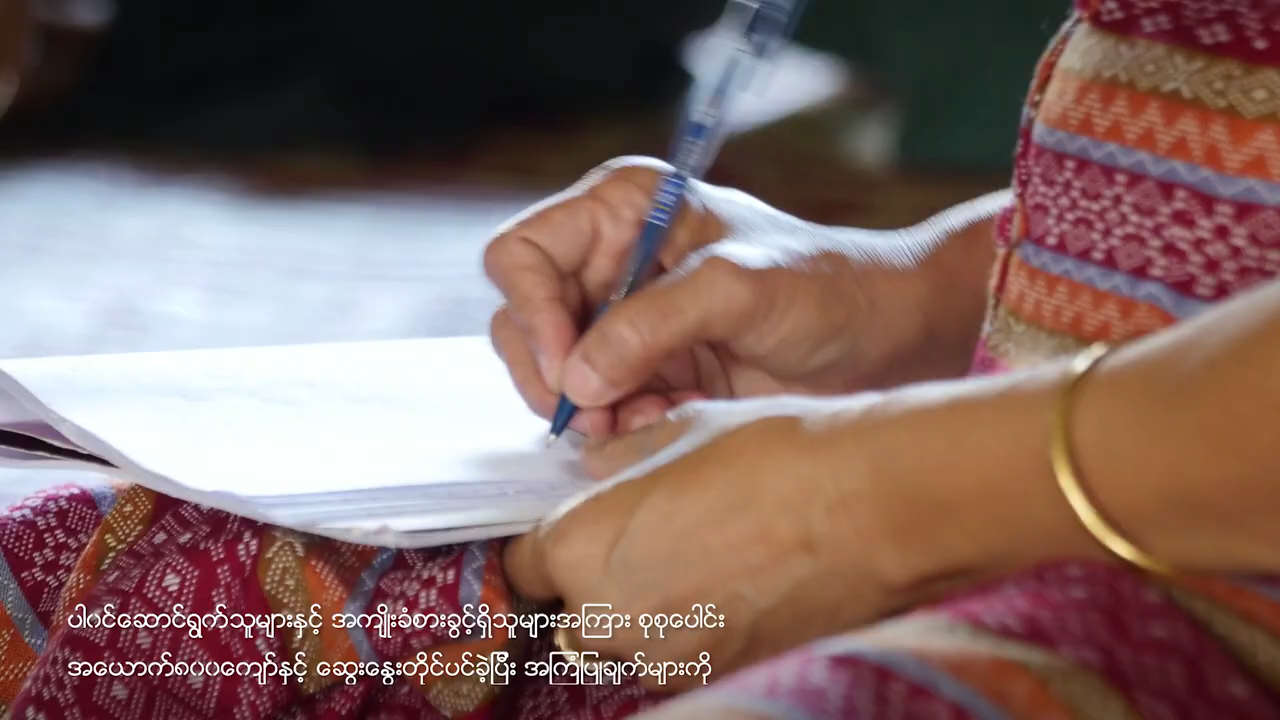 ပါဝင်ဆောင်ရွက်သူများနှင့် အကျိုးခံစားခွင့်ရှိသူများအကြား စုစုပေါင်း
အယောက်၈၀၀ကျော်နှင့် ဆွေးနွေးတိုင်ပင်ခဲ့ပြီး အကြံပြုချက်များကို